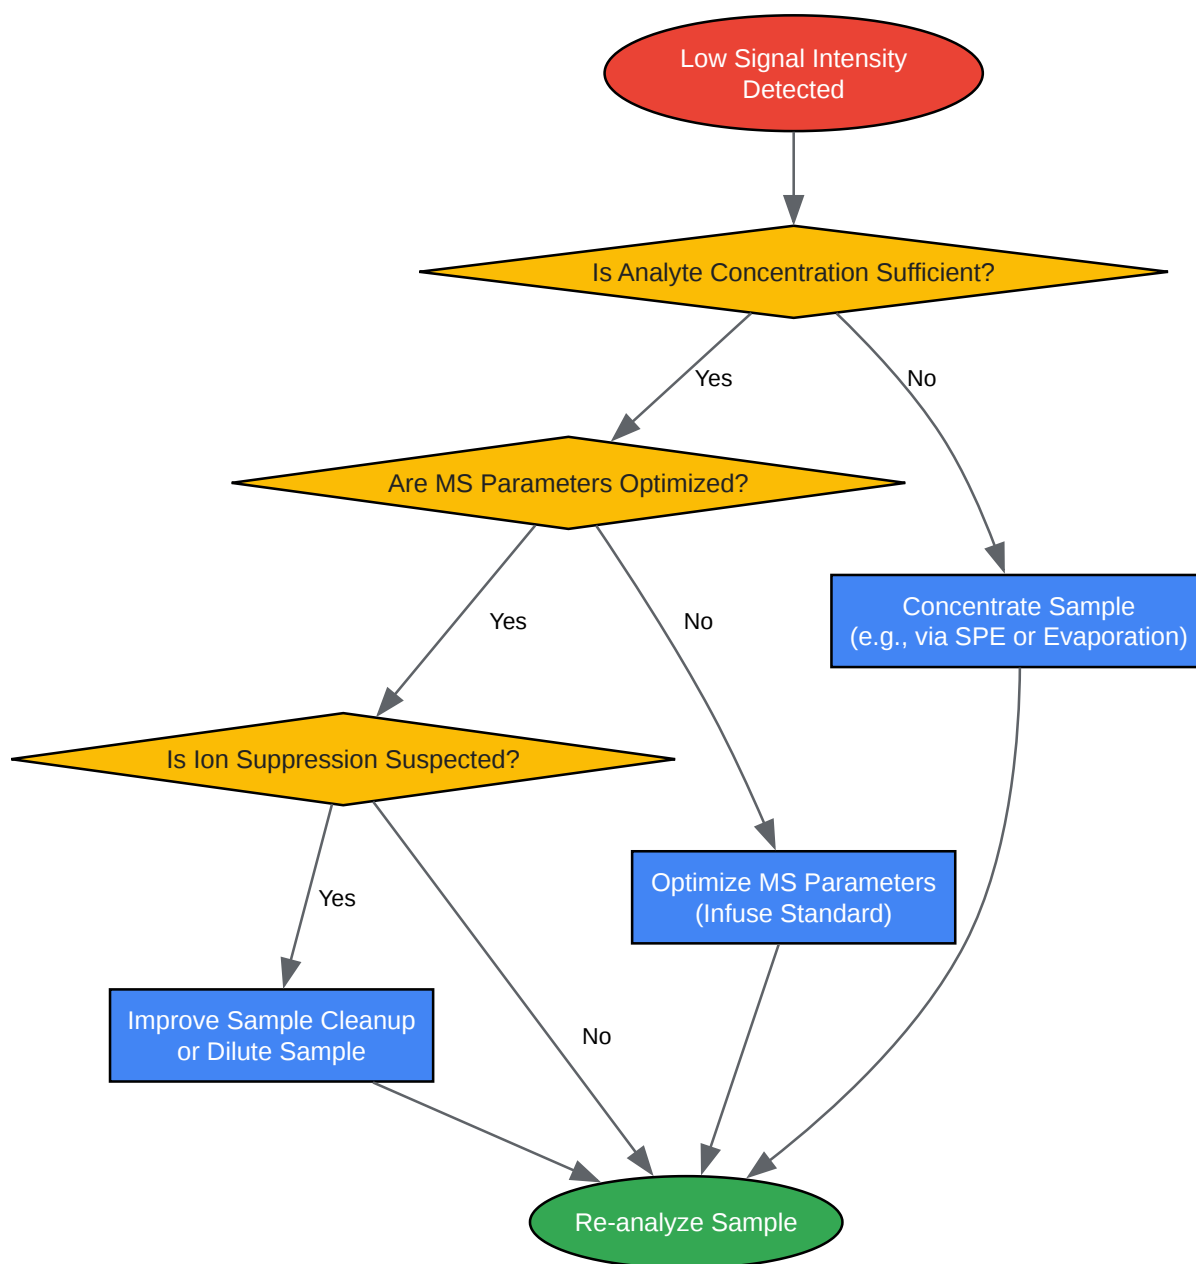 Low Signal Intensity
Detected
Is Analyte Concentration Sufficient?
Yes
No
Are MS Parameters Optimized?
Yes
No
Concentrate Sample
(e.g., via SPE or Evaporation)
Is Ion Suppression Suspected?
Yes
No
Optimize MS Parameters
(Infuse Standard)
Improve Sample Cleanup
or Dilute Sample
Re-analyze Sample